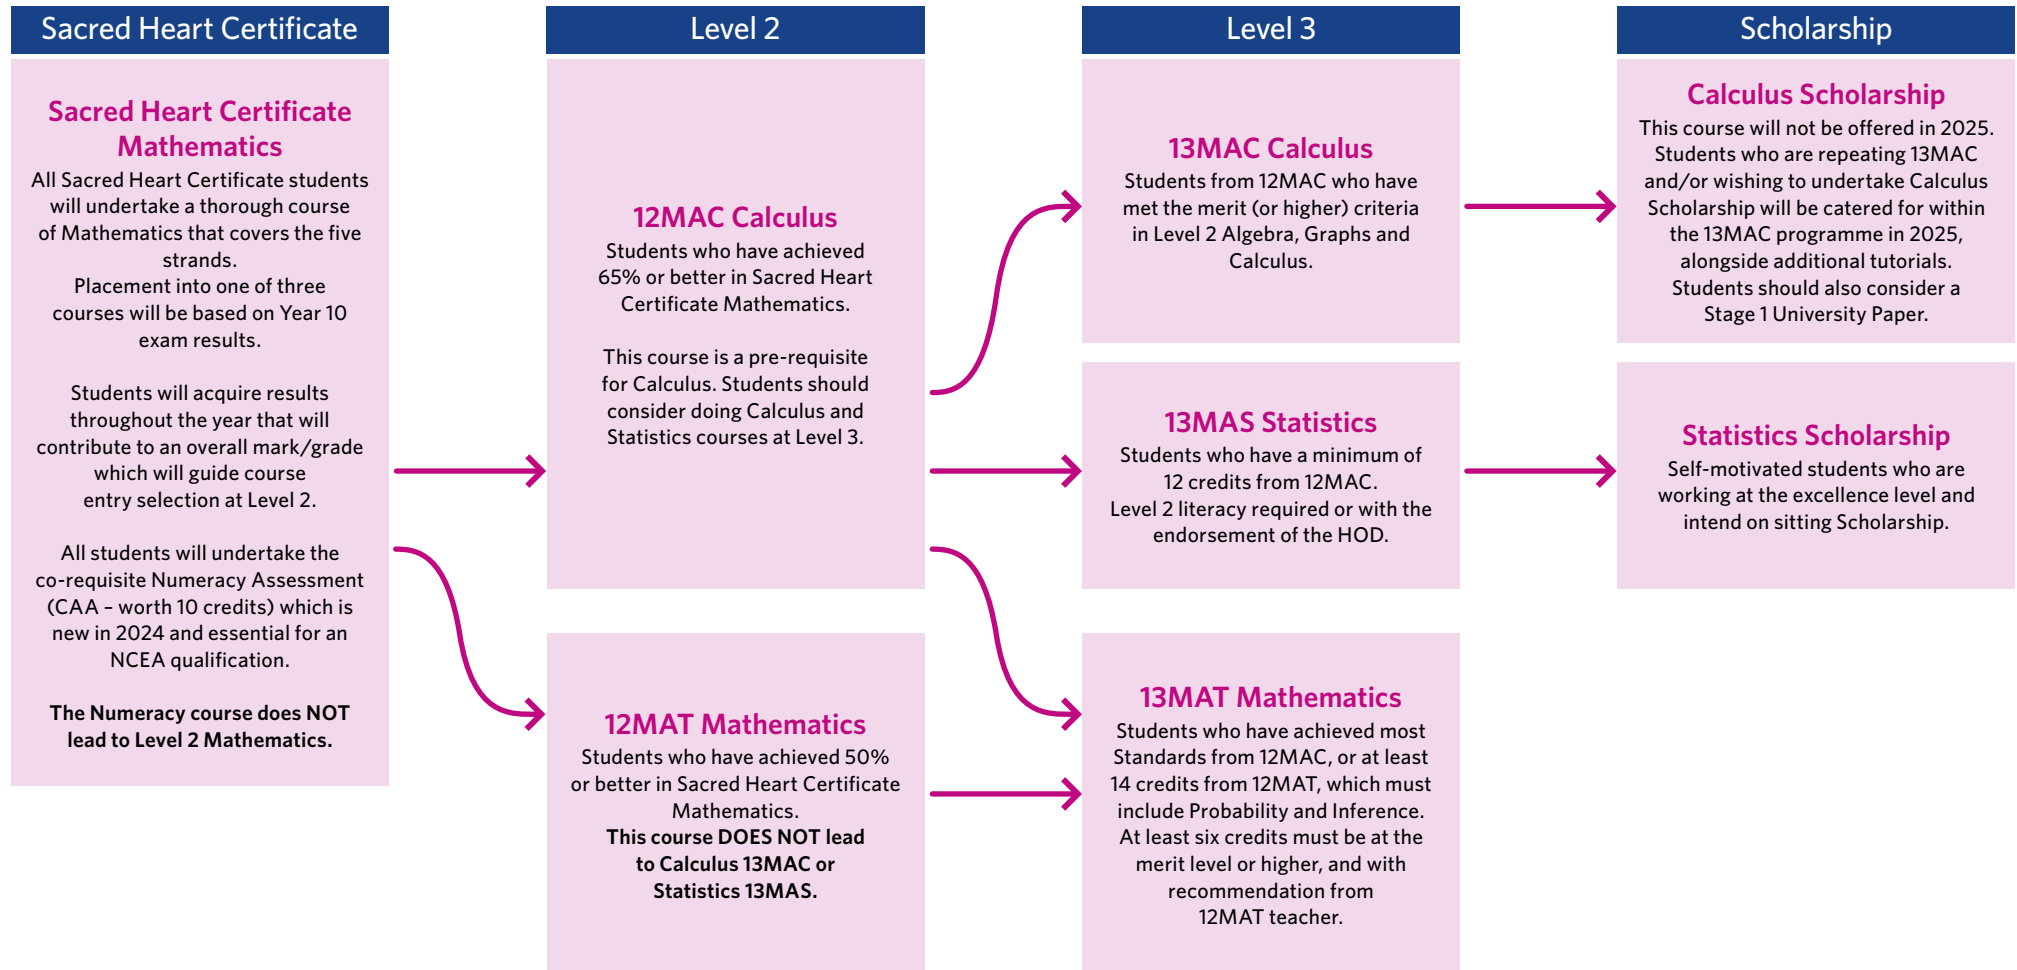 Sacred Heart Certificate
Sacred Heart Certificate
Mathematics
All Sacred Heart Certificate students
will undertake a thorough course
of Mathematics that covers the five
strands.
Placement into one of three
courses will be based on Year 10
exam results.
Students will acquire results
throughout the year that will
contribute to an overall mark/grade
which will guide course
entry selection at Level 2.
All students will undertake the
co-requisite Numeracy Assessment
(CAA – worth 10 credits) which is
new in 2024 and essential for an
NCEA qualification.
The Numeracy course does NOT
lead to Level 2 Mathematics.
Level 2
12MAC Calculus
Students who have achieved
65% or better in Sacred Heart
Certificate Mathematics.
This course is a pre-requisite
for Calculus. Students should
consider doing Calculus and
Statistics courses at Level 3.
12MAT Mathematics
Students who have achieved 50%
or better in Sacred Heart Certificate
Mathematics.
This course DOES NOT lead
to Calculus 13MAC or
Statistics 13MAS.
Level 3
13MAC Calculus
Students from 12MAC who have
met the merit (or higher) criteria
in Level 2 Algebra, Graphs and
Calculus.
13MAS Statistics
Students who have a minimum of
12 credits from 12MAC.
Level 2 literacy required or with the
endorsement of the HOD.
13MAT Mathematics
Students who have achieved most
Standards from 12MAC, or at least
14 credits from 12MAT, which must
include Probability and Inference.
At least six credits must be at the
merit level or higher, and with
recommendation from
12MAT teacher.
Scholarship
Calculus Scholarship
This course will not be offered in 2025.
Students who are repeating 13MAC
and/or wishing to undertake Calculus
Scholarship will be catered for within
the 13MAC programme in 2025,
alongside additional tutorials.
Students should also consider a
Stage 1 University Paper.
Statistics Scholarship
Self-motivated students who are
working at the excellence level and
intend on sitting Scholarship.